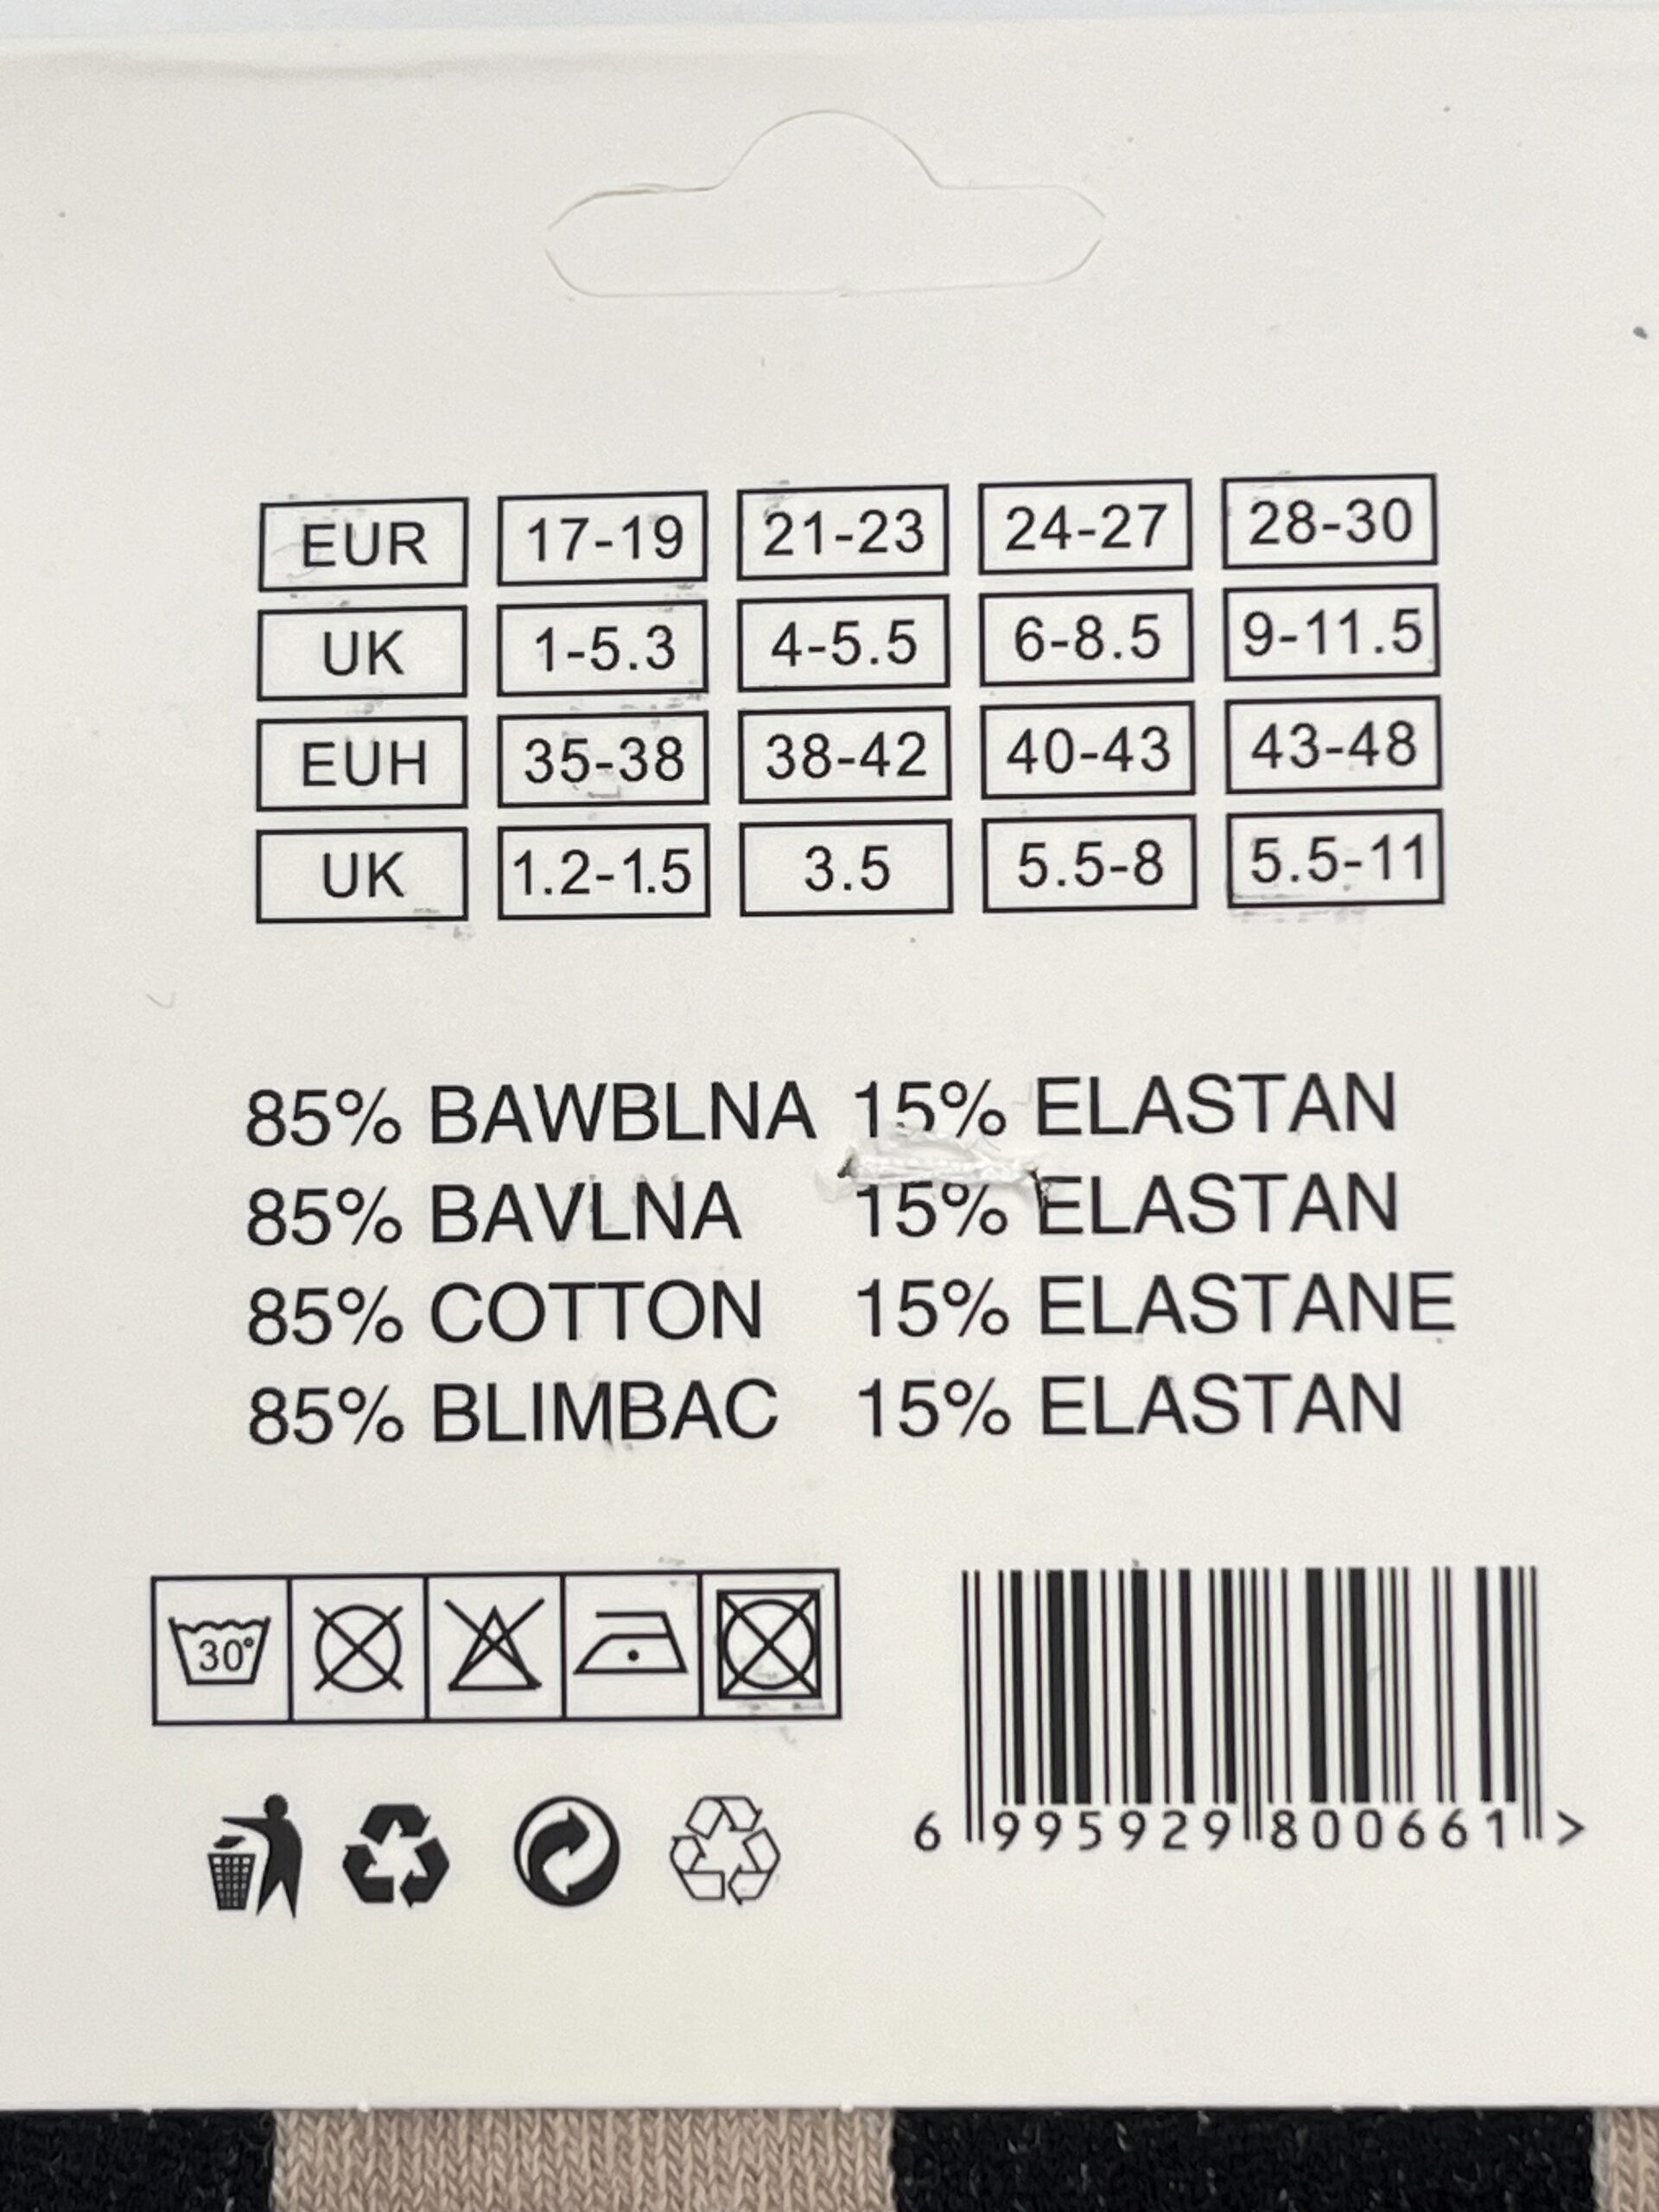 EUR 17-19 21-23 24-27 28-30
UK 1-5.3 4-5.5 6-8.5 9-11.5
EUH 35-38 38-42 40-43 43-48
UK 1.2-1.5 3.5 5.5-8 5.5-11
85% BAWBLNA 15% ELASTAN
85% BAVLNA 15% ELASTAN
85% COTTON 15% ELASTANE
85% BLIMBAC 15% ELASTAN
30°
6 995929 800661 >